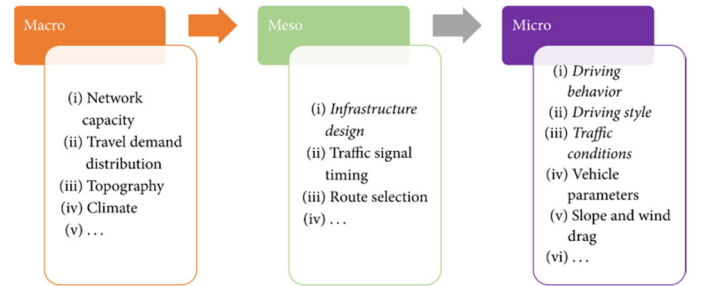 Macro
(i) Network
capacity
(ii) Travel demand
distribution
(iii) Topography
(iv) Climate
(v) . . .
Meso
(i) Infrastructure
design
(ii) Traffic signal
timing
(iii) Route selection
(iv) . . .
Micro
(i) Driving
behavior
(ii) Driving style
(iii) Traffic
conditions
(iv) Vehicle
parameters
(v) Slope and wind
drag
(vi) . . .